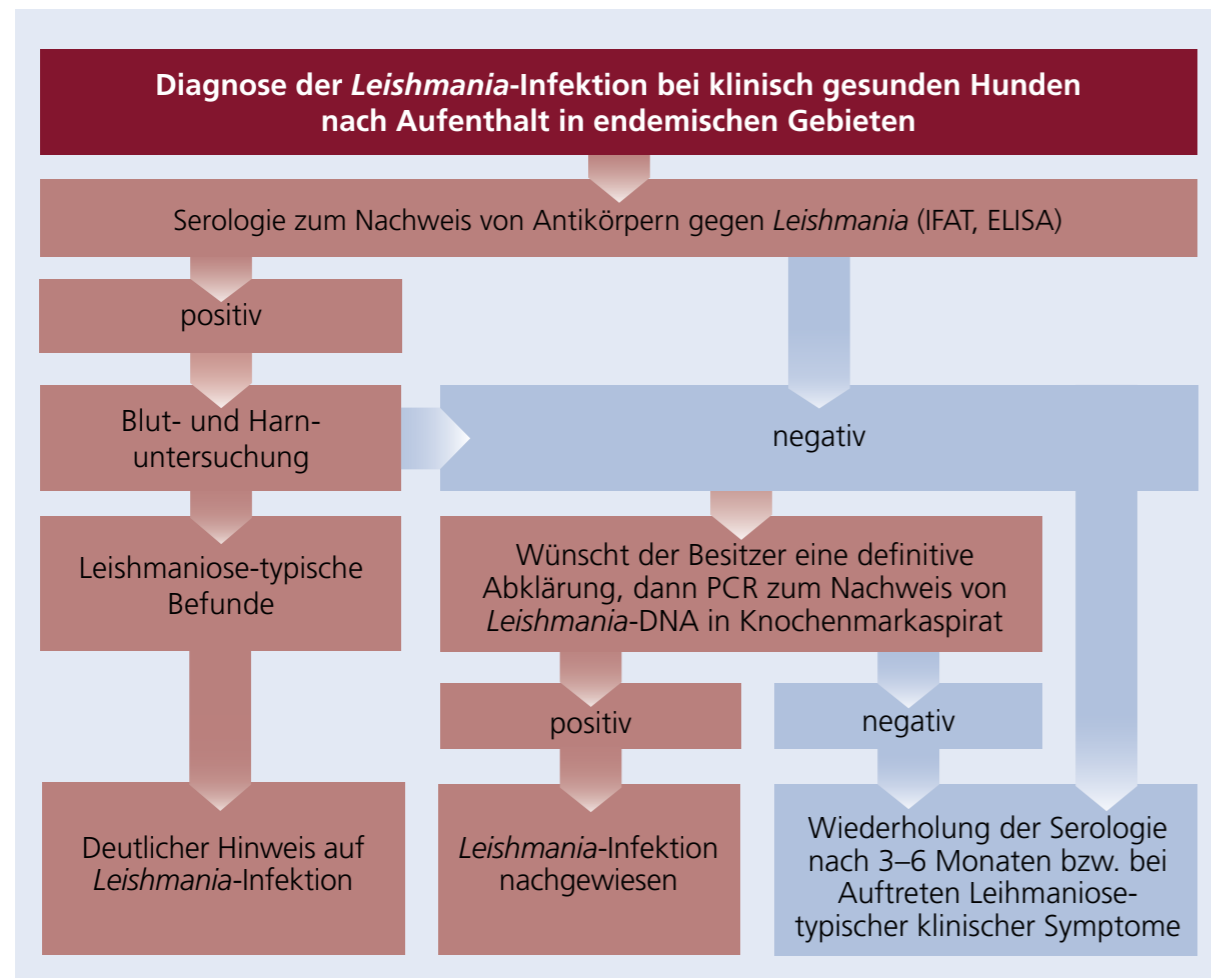 Diagnose der Leishmania-Infektion bei klinisch gesunden Hunden
nach Aufenthalt in endemischen Gebieten
Serologie zum Nachweis von Antikörpern gegen Leishmania (IFAT, ELISA)
positiv
Blut- und Harn-
untersuchung
negativ
Leishmaniose-typische
Befunde
Wünscht der Besitzer eine definitive
Abklärung, dann PCR zum Nachweis von
Leishmania-DNA in Knochenmarkaspirat
positiv
negativ
Deutlicher Hinweis auf
Leishmania-Infektion
Leishmania-Infektion
nachgewiesen
Wiederholung der Serologie
nach 3–6 Monaten bzw. bei
Auftreten Leihmaniose-
typischer klinischer Symptome